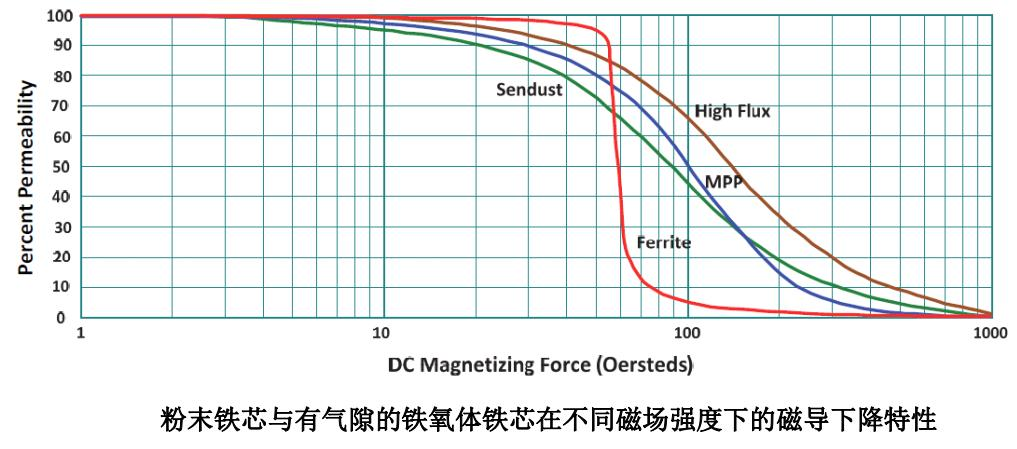 100
90
80
70
60
50
40
30
20
10
0
Percent Permeability
Sendust
High Flux
MPP
Ferrite
1 10 100 1000
DC Magnetizing Force (Oersteds)
粉末铁芯与有气隙的铁氧体铁芯在不同磁场强度下的磁导下降特性